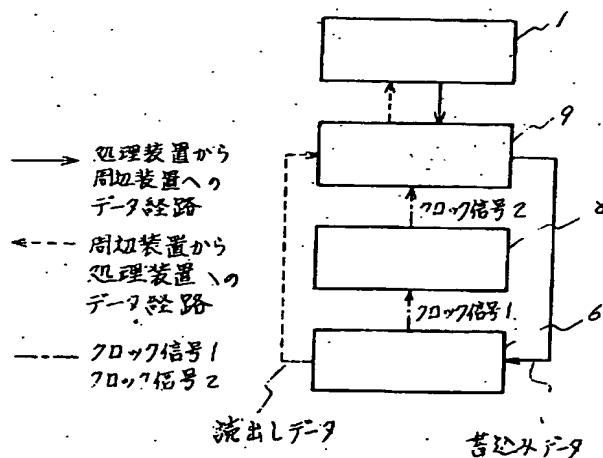 1
9
処理装置から
周辺装置への
データ経路
クロック信号2
8
周辺装置から
処理装置への
データ経路
クロック信号1
6
クロック信号1
クロック信号2
読出しデータ
書込みデータ